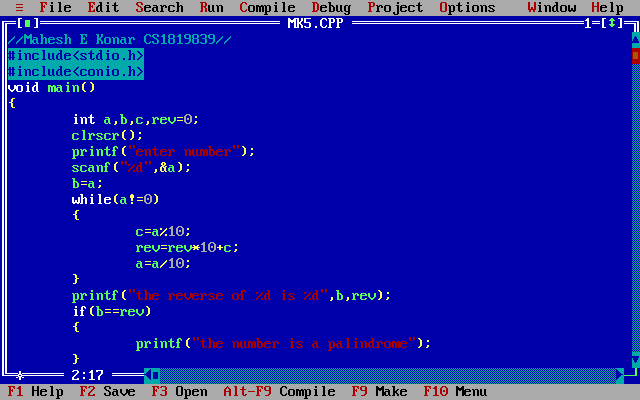 ≡ File Edit Search Run Compile Debug Project Options Window Help
[■] MK5.CPP 1=[↕]
//Mahesh E Konar CS1819839//
#include<stdio.h>
#include<conio.h>
void main()
{
int a,b,c,rev=0;
clrscr();
printf("enter number");
scanf("%d",&a);
b=a;
while(a!=0)
{
c=a%10;
rev=rev*10+c;
a=a/10;
}
printf("the reverse of %d is %d",b,rev);
if(b==rev)
{
printf("the number is a palindrome");
}
2:17
F1 Help F2 Save F3 Open Alt-F9 Compile F9 Make F10 Menu